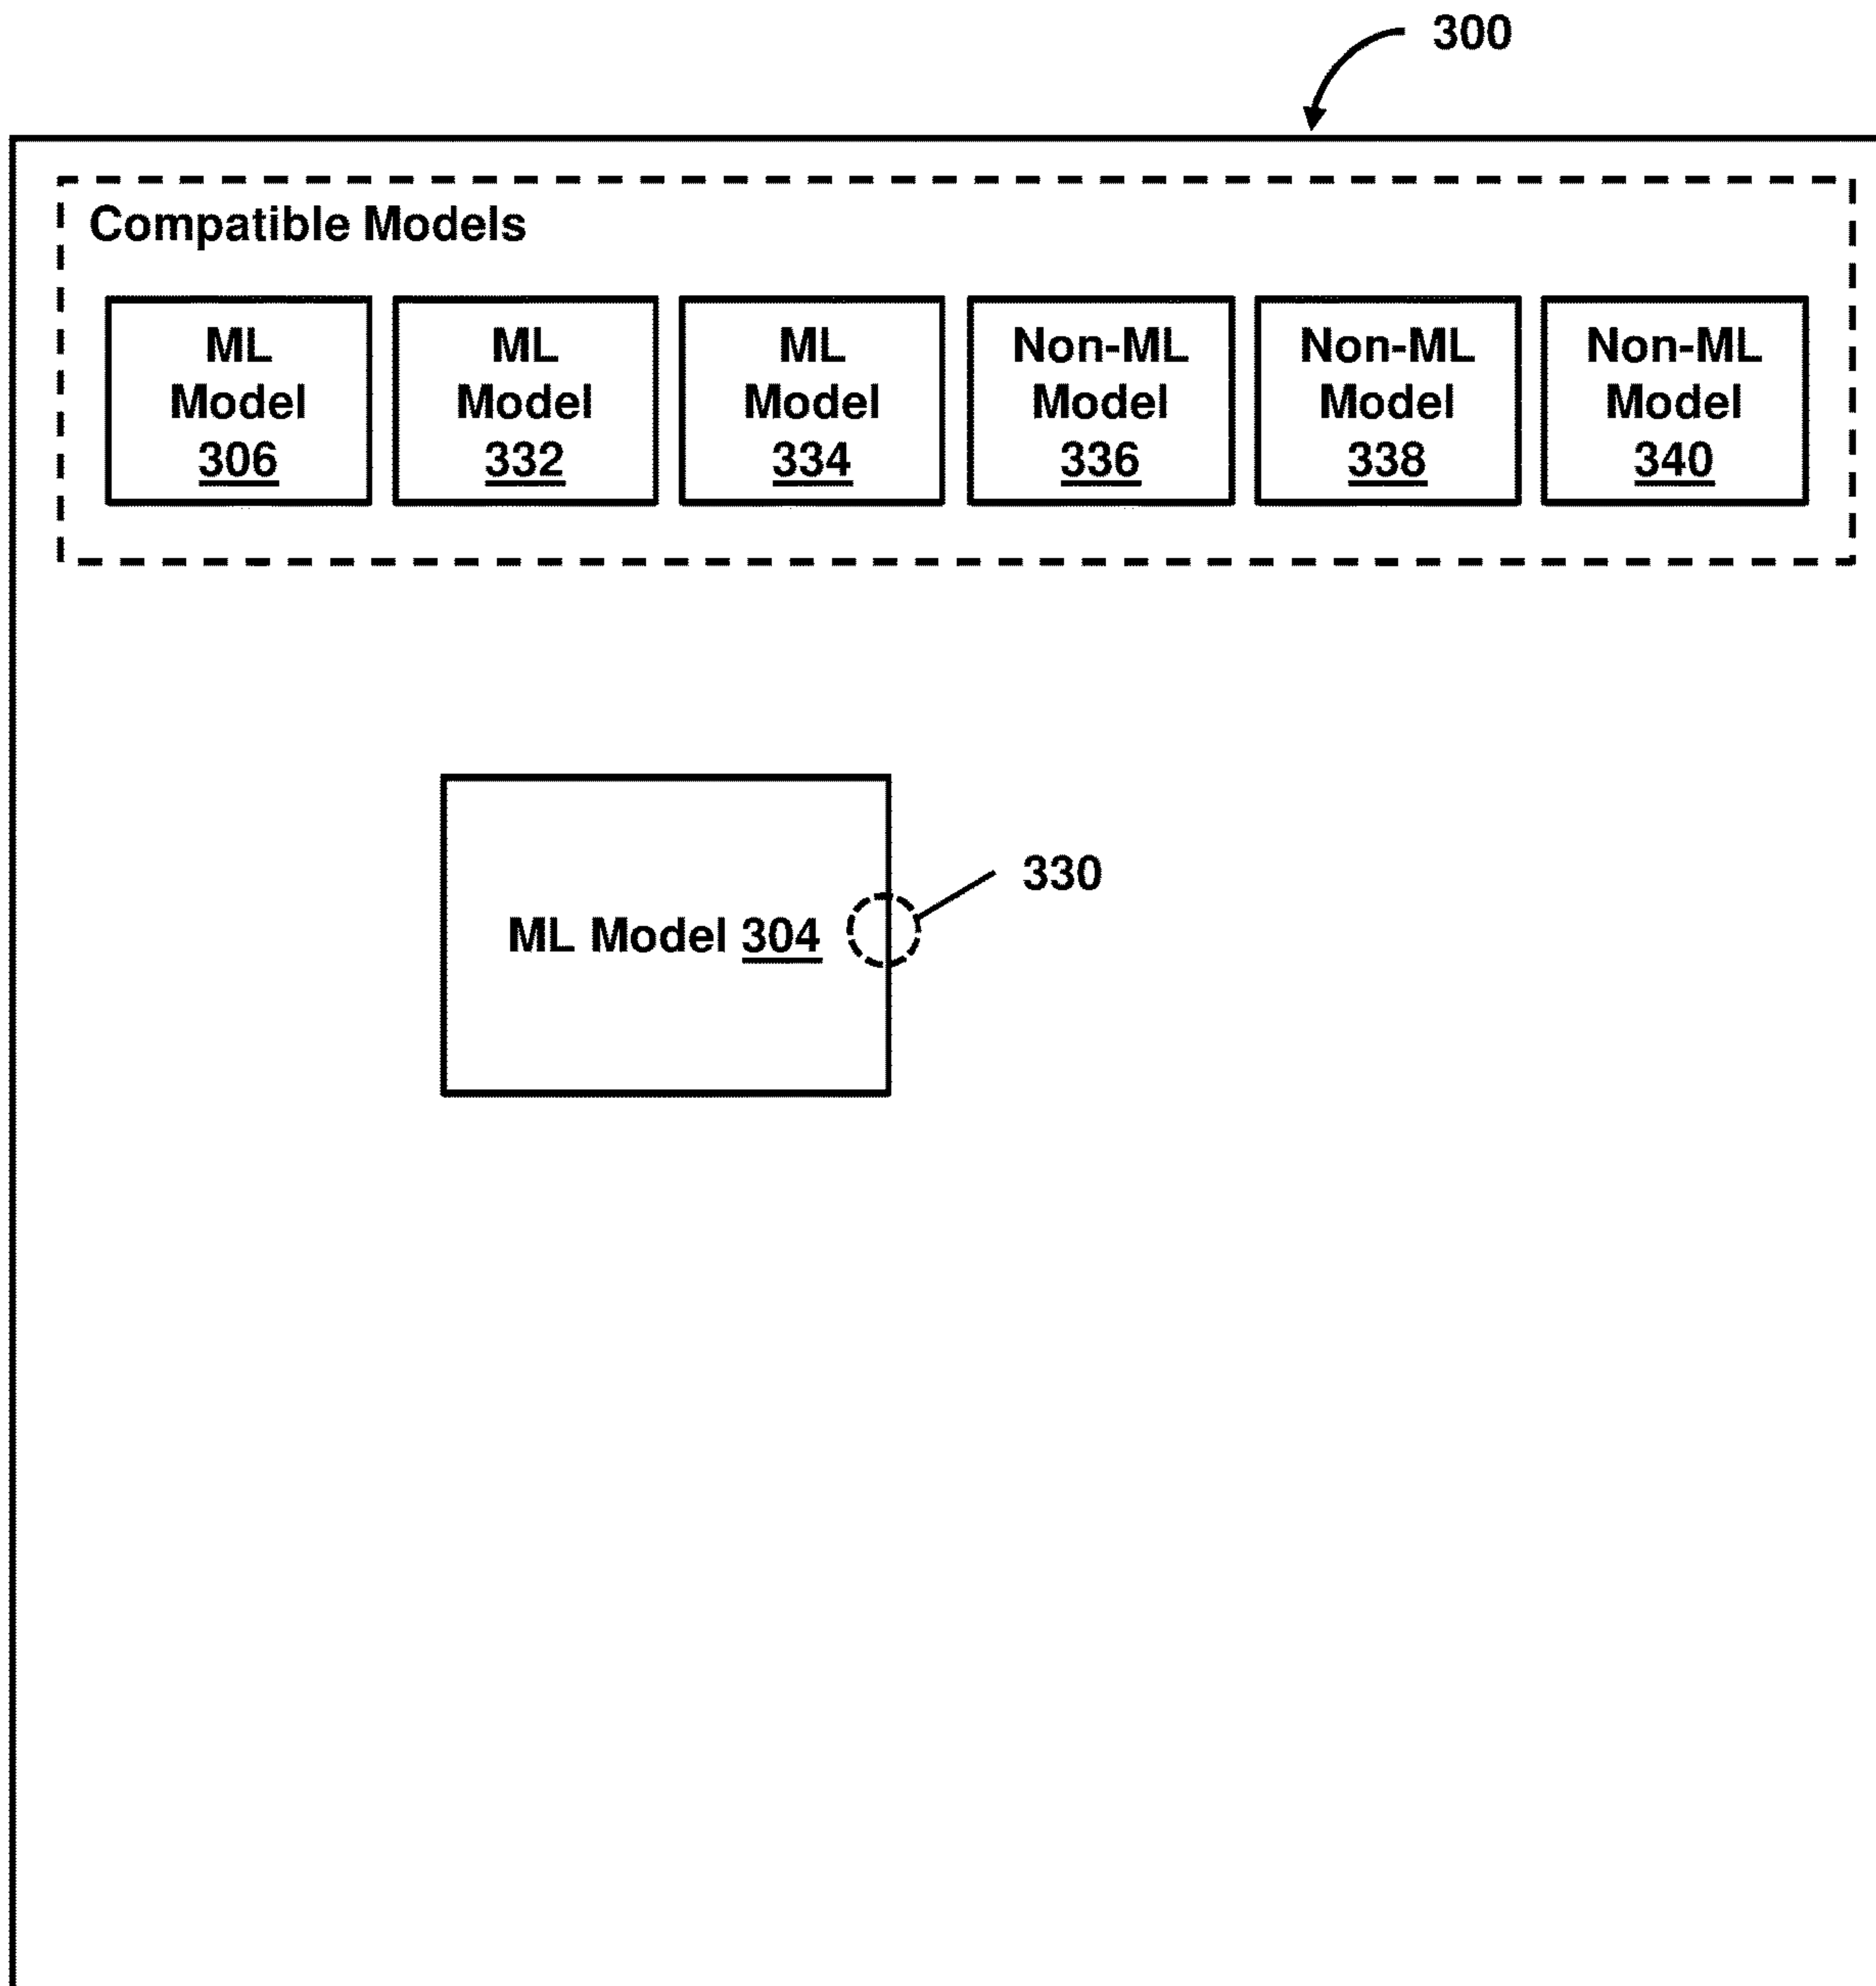 300
Compatible Models
ML
Model
306
ML
Model
332
ML
Model
334
Non-ML
Model
336
Non-ML
Model
338
Non-ML
Model
340
330
ML Model 304